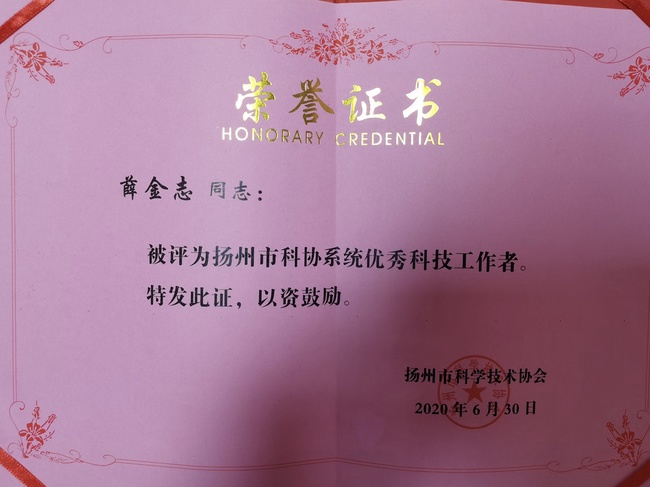 荣誉证书
HONORARY CREDENTIAL
薛金志 同志：
被评为扬州市科协系统优秀科技工作者。
特发此证，以资鼓励。
扬州市科学技术协会
2020年6月30日